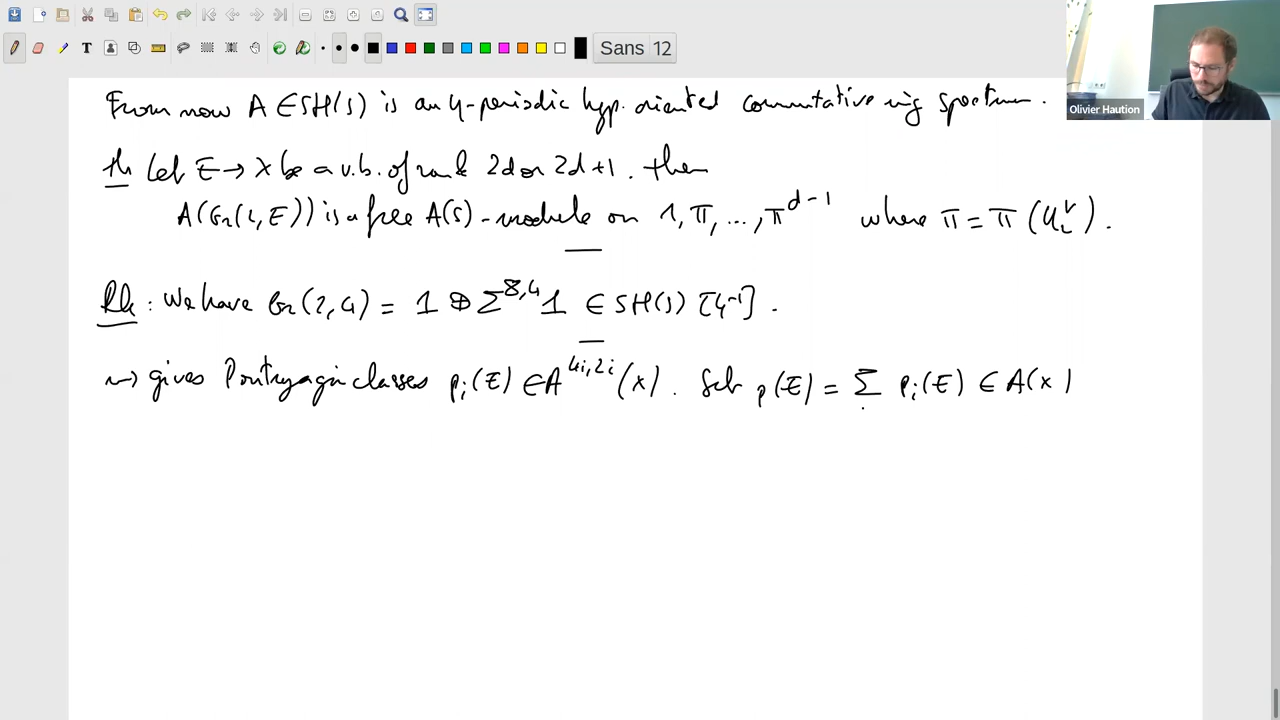 Sans 12
Olivier Haution
From now A ∈ SH(S) is an η-periodic hyp. oriented commutative ring spectrum.
Th Let E → X be a v.b. of rank 2d or 2d+1. Then
A(Gr(2,E)) is a free A(S)-module on 1, π, ..., π^{d-1} where π = π(U_2^∨).
Rk : We have Gr(2,4) = 1 ⊕ Σ^{8,4} 1 ∈ SH(S)[η^{-1}].
⇝ gives Pontryagin classes p_i(E) ∈ A^{4i,2i}(X). Set p(E) = Σ p_i(E) ∈ A(X)